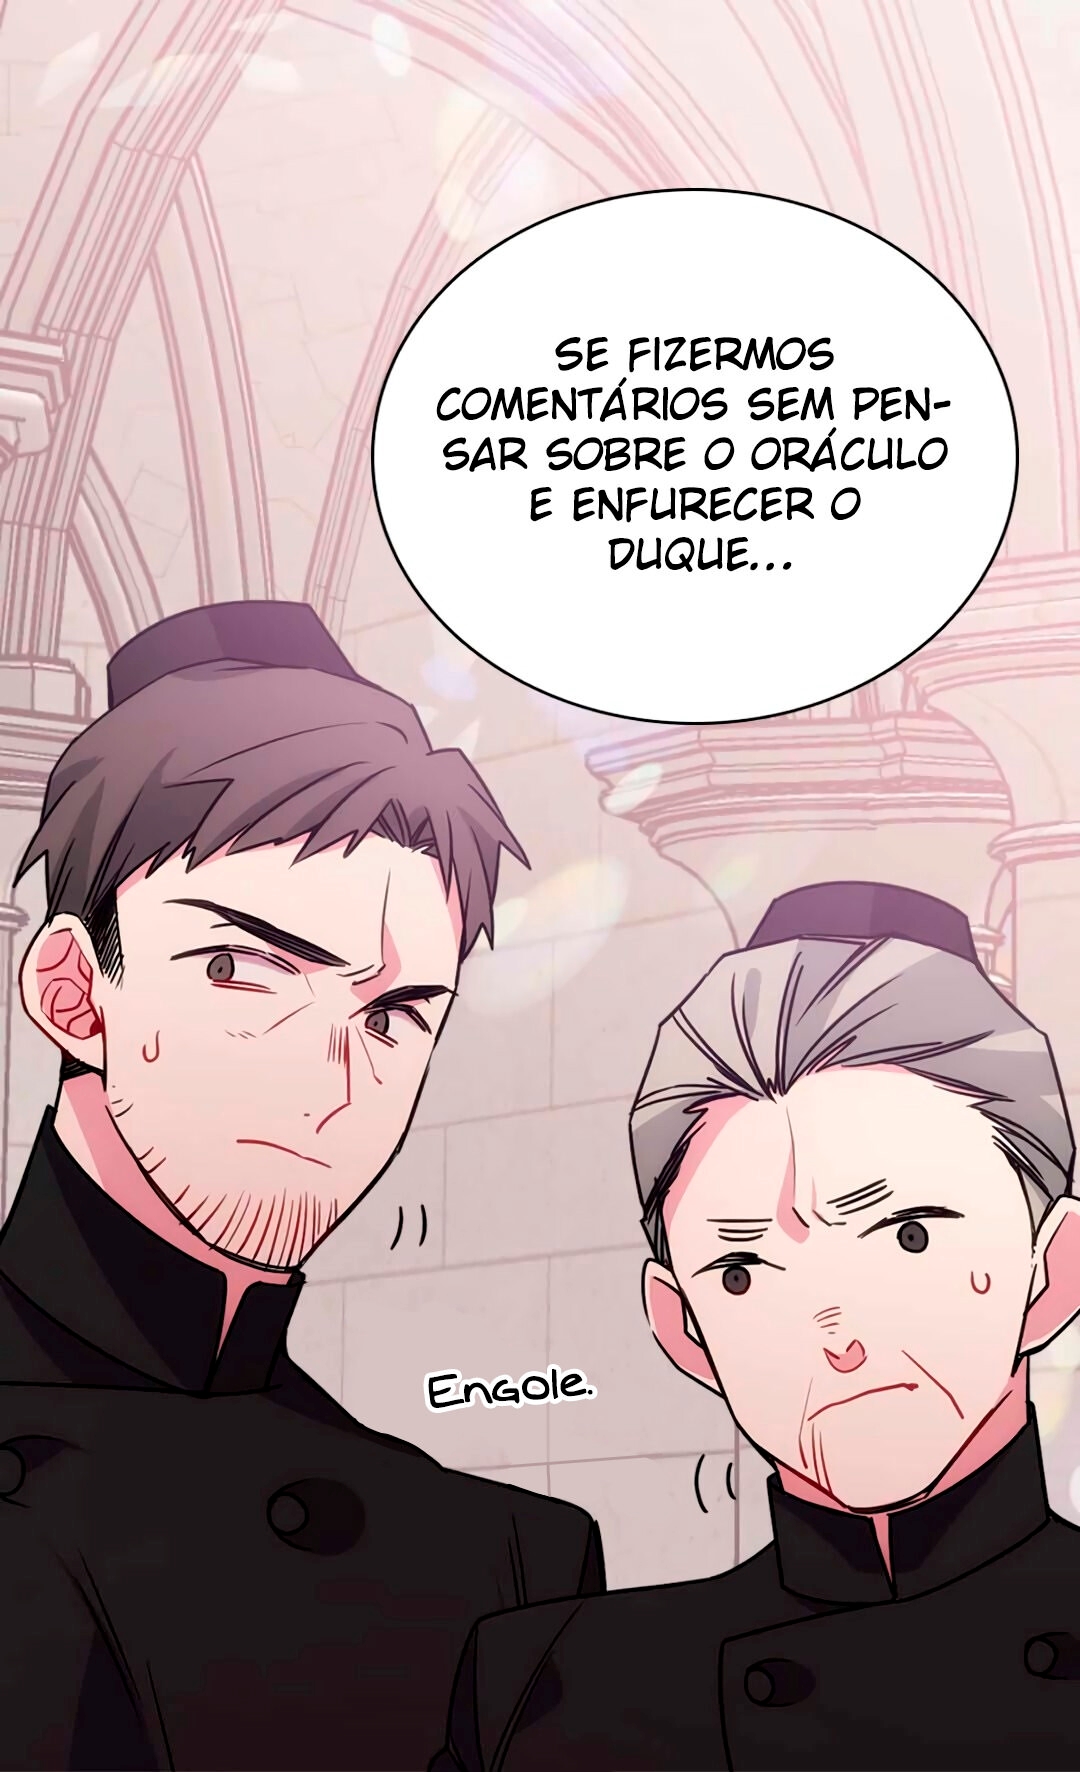 SE FIZERMOS
COMENTÁRIOS SEM PEN-
SAR SOBRE O ORÁCULO
E ENFURECER O
DUQUE...
Engole.